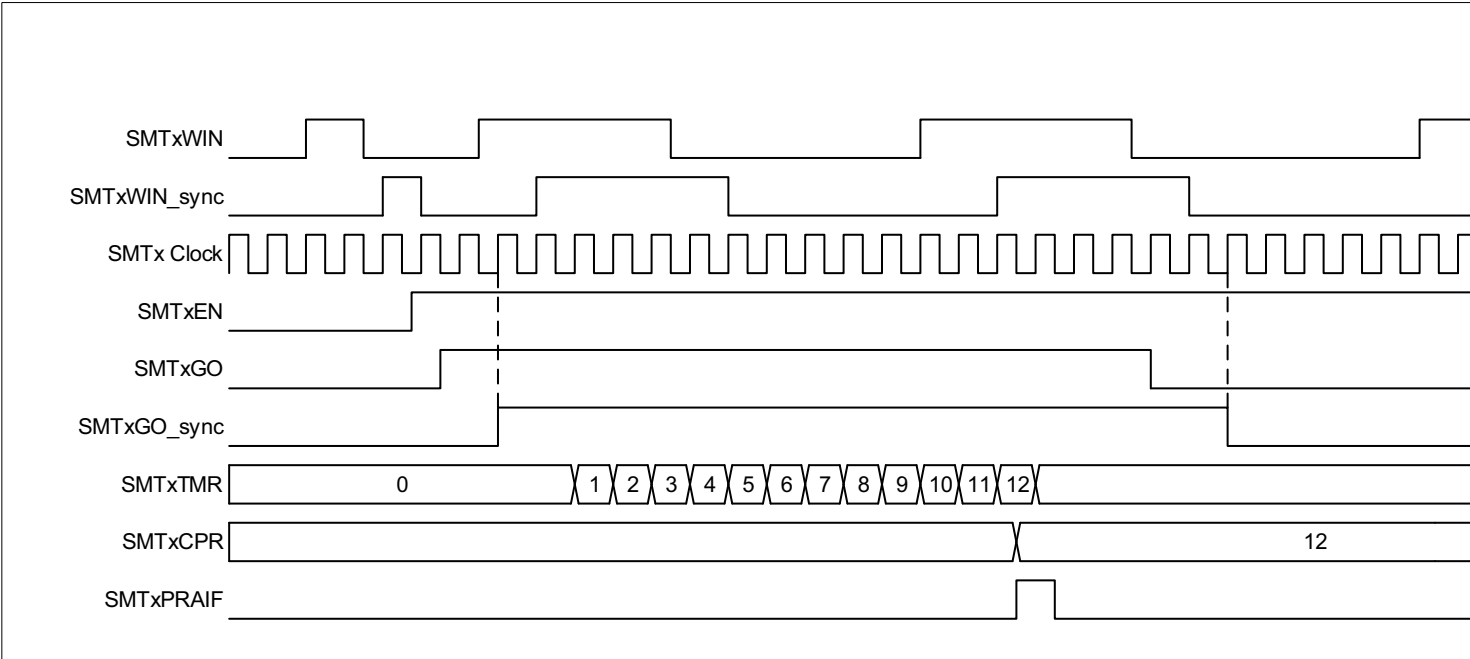 SMTxWIN
SMTxWIN_sync
SMTx Clock
SMTxEN
SMTxGO
SMTxGO_sync
SMTxTMR 0 1 2 3 4 5 6 7 8 9 10 11 12
SMTxCPR 12
SMTxPRAIF